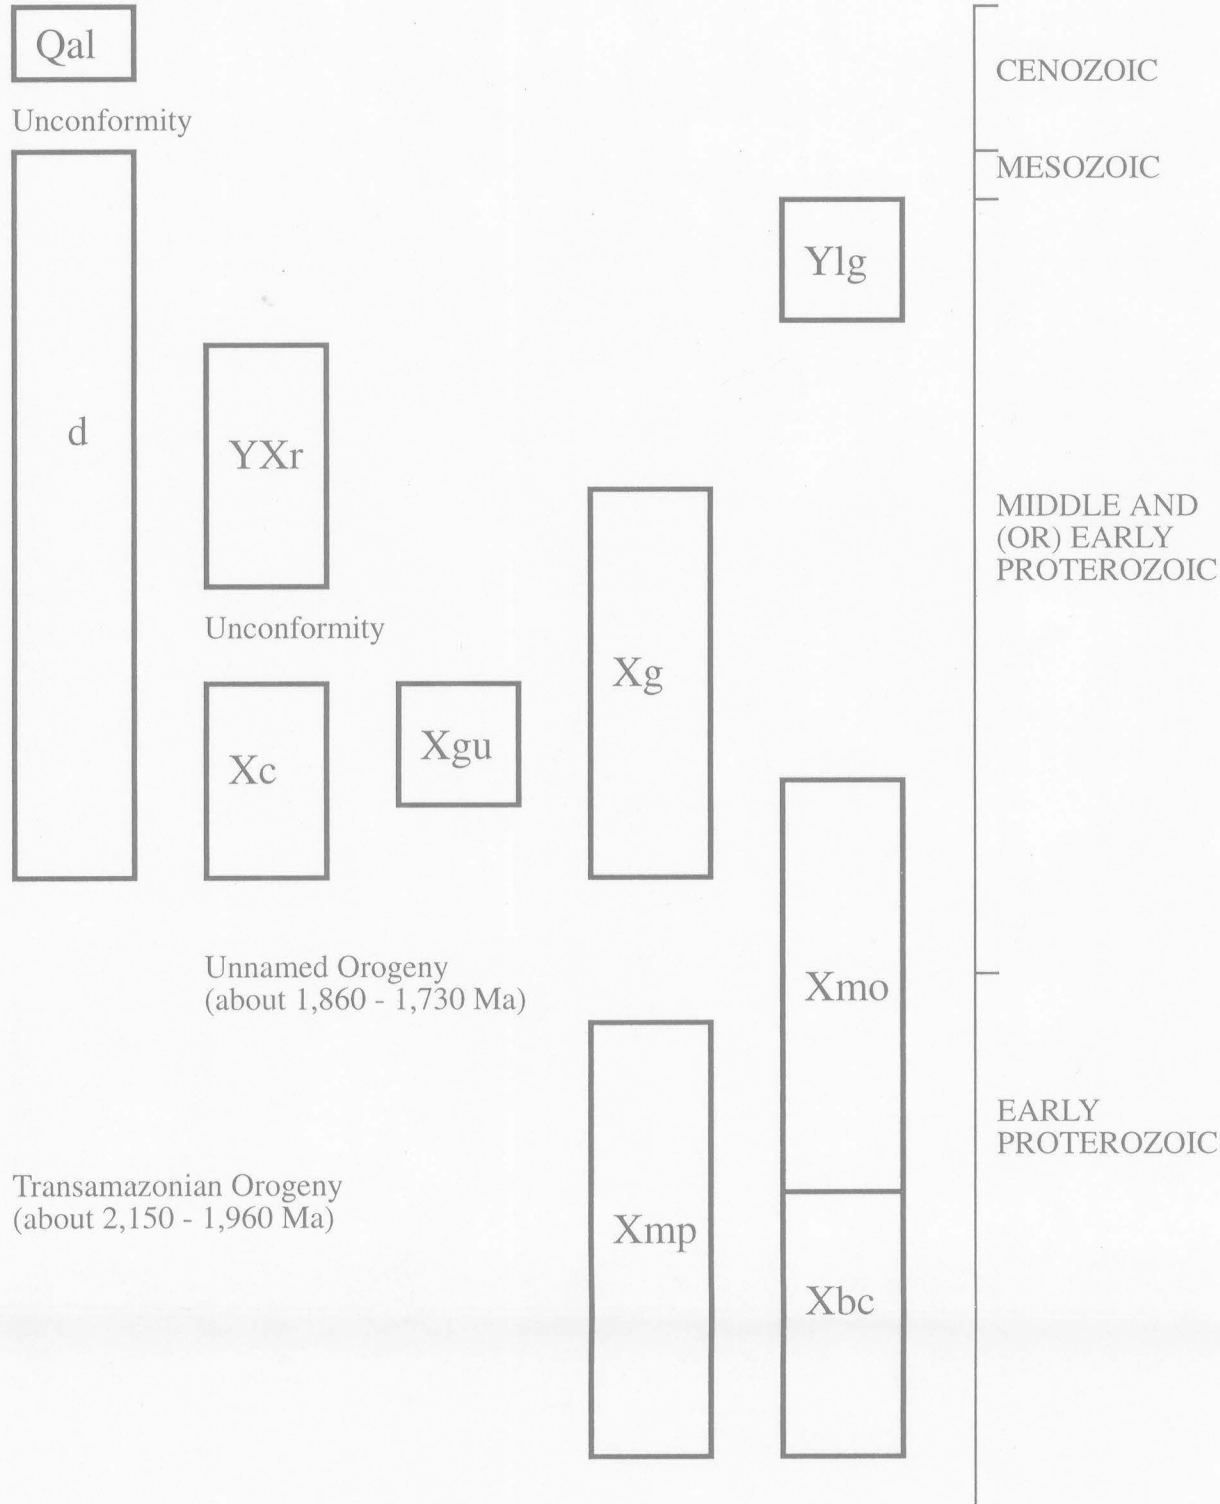 Qal
CENOZOIC
Unconformity
MESOZOIC
Ylg
d
YXr
MIDDLE AND
(OR) EARLY
PROTEROZOIC
Unconformity
Xg
Xgu
Xc
Unnamed Orogeny
(about 1,860 - 1,730 Ma)
Xmo
EARLY
PROTEROZOIC
Transamazonian Orogeny
(about 2,150 - 1,960 Ma)
Xmp
Xbc